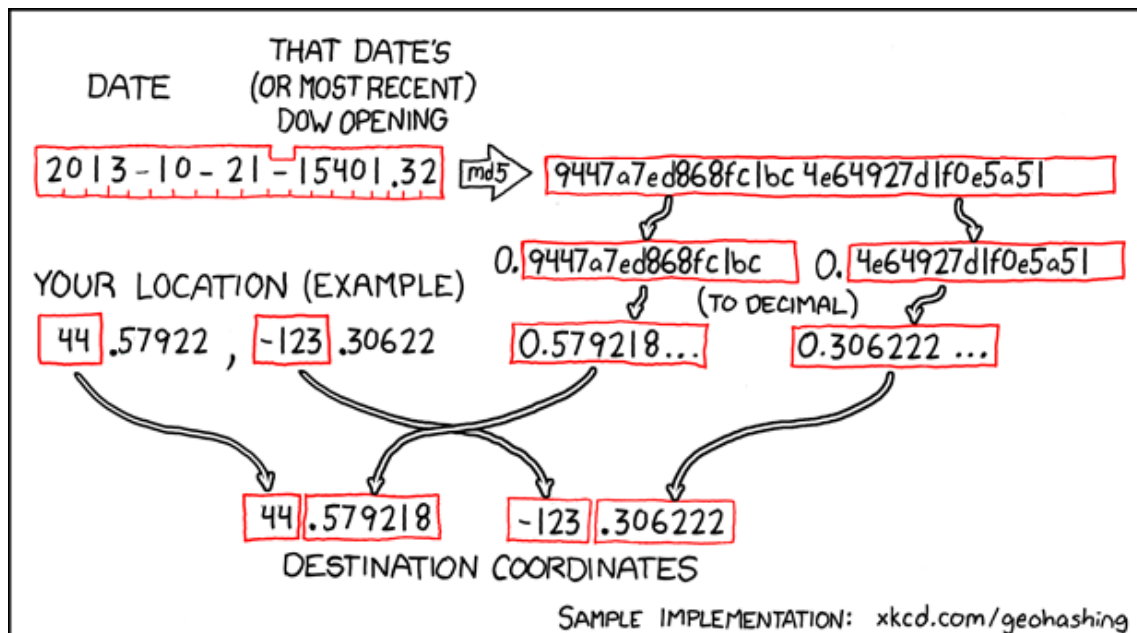 DATE
THAT DATE'S
(OR MOST RECENT)
DOW OPENING
2013-10-21-15401.32
md5
9447a7ed868fc1bc4e64927d1f0e5a51
0.9447a7ed868fc1bc
0.4e64927d1f0e5a51
(TO DECIMAL)
YOUR LOCATION (EXAMPLE)
44.57922, -123.30622
0.579218...
0.306222...
44.579218
-123.306222
DESTINATION COORDINATES
SAMPLE IMPLEMENTATION: xkcd.com/geohashing